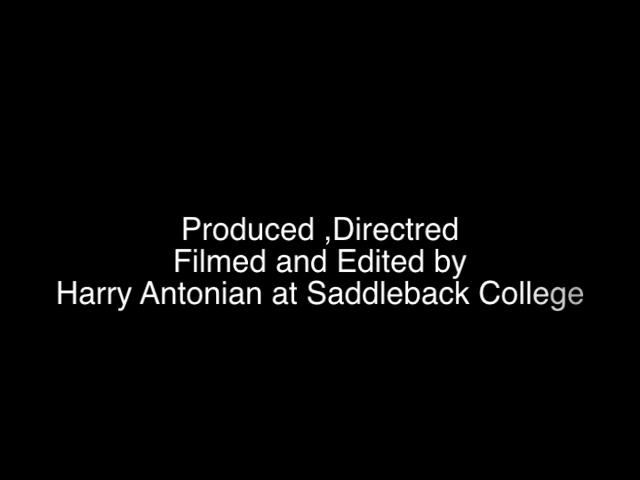 Produced ,Directred
Filmed and Edited by
Harry Antonian at Saddleback College